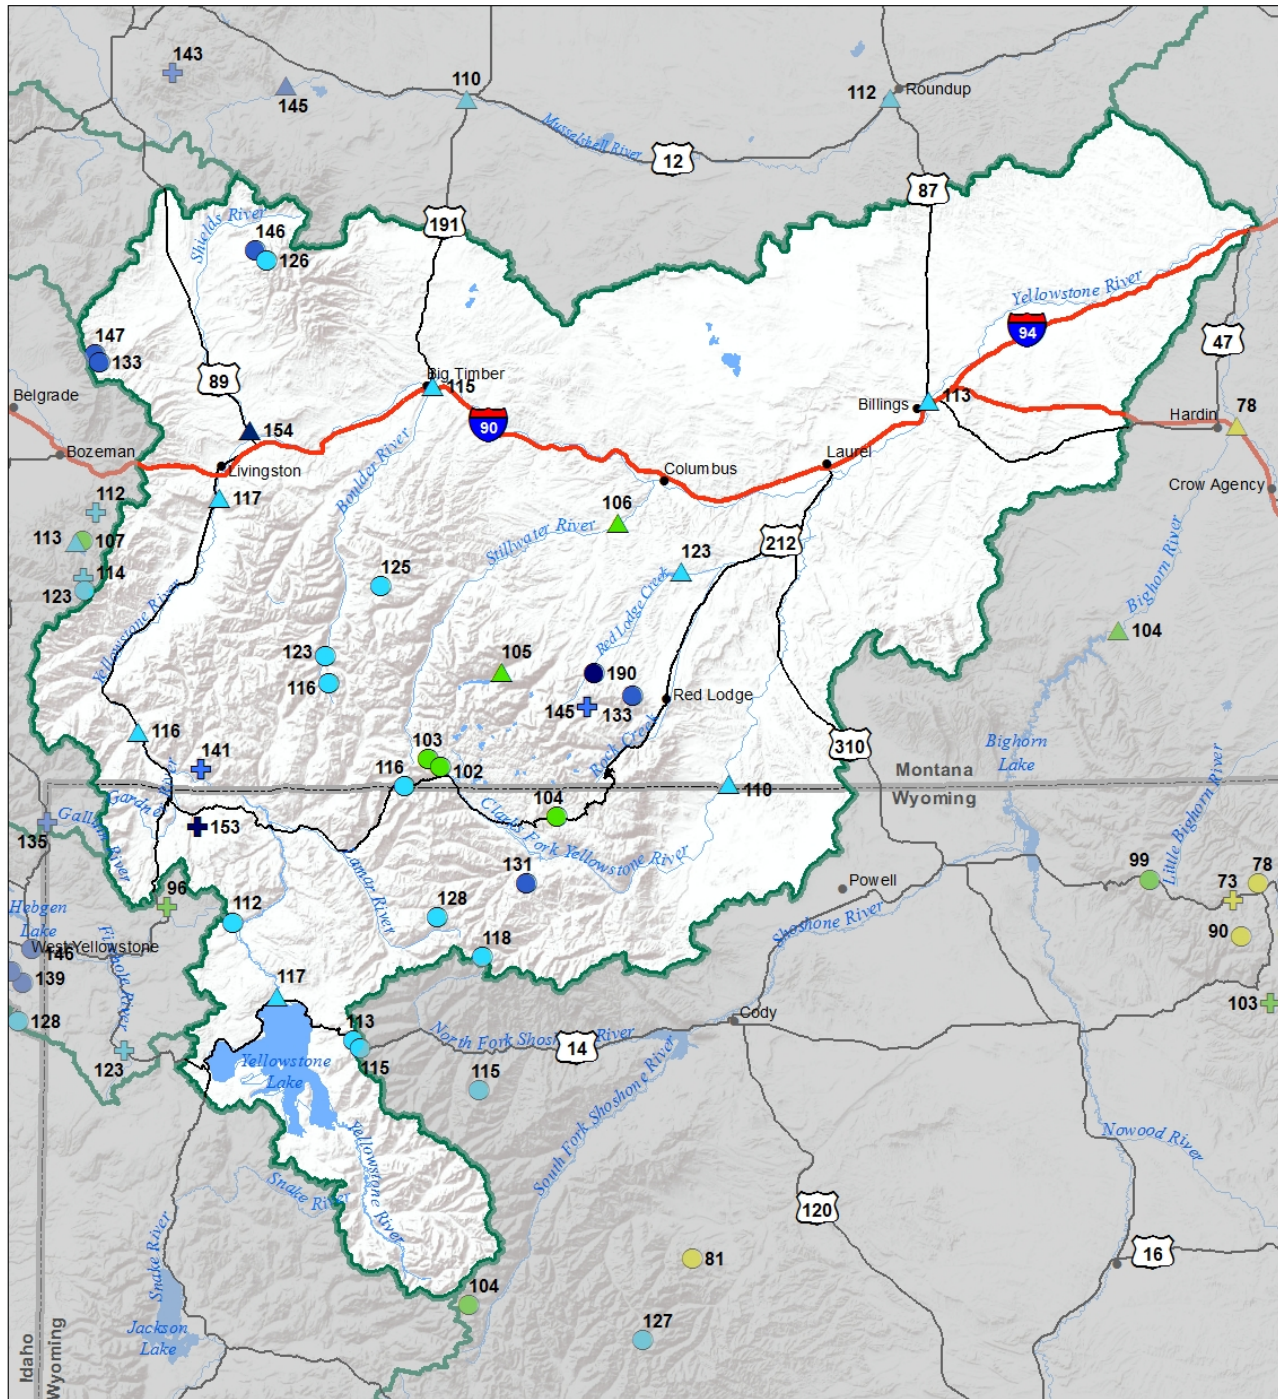 143
145
110
112
Roundup
Musselshell River
12
87
191
Shields River
146
126
Yellowstone River
94
147
133
47
89
Big Timber
115
Belgrade
Billings
113
Hardin
78
154
90
Bozeman
Livingston
Laurel
Columbus
Crow Agency
112
117
Boulder River
106
113
107
Stillwater River
212
123
114
125
123
Bighorn River
Yellowstone River
Red Lodge Creek
104
123
105
190
116
145
133
Red Lodge
116
Rock Creek
310
Bighorn
Lake
141
103
116
102
Montana
Wyoming
110
Gardner River
104
Little Bighorn River
135
Gallatin River
153
Clarks Fork Yellowstone River
131
99
78
96
Powell
73
Hebgen
Lake
112
Lamar River
128
Shoshone River
90
West Yellowstone
146
118
139
Firehole River
117
103
128
113
Cody
North Fork Shoshone River
14
123
115
Yellowstone
Lake
115
South Fork Shoshone River
Yellowstone River
Nowood River
Snake River
120
Snake River
16
81
104
Jackson
Lake
127
Idaho
Wyoming